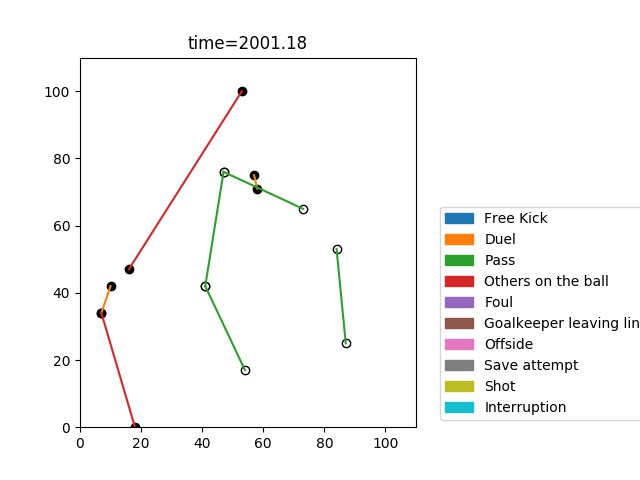 time=2001.18
100
80
60
40
20
0
0 20 40 60 80 100
Free Kick
Duel
Pass
Others on the ball
Foul
Goalkeeper leaving lin
Offside
Save attempt
Shot
Interruption